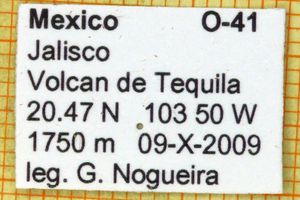 Mexico O-41
Jalisco
Volcan de Tequila
20.47 N 103 50 W
1750 m 09-X-2009
leg. G. Nogueira